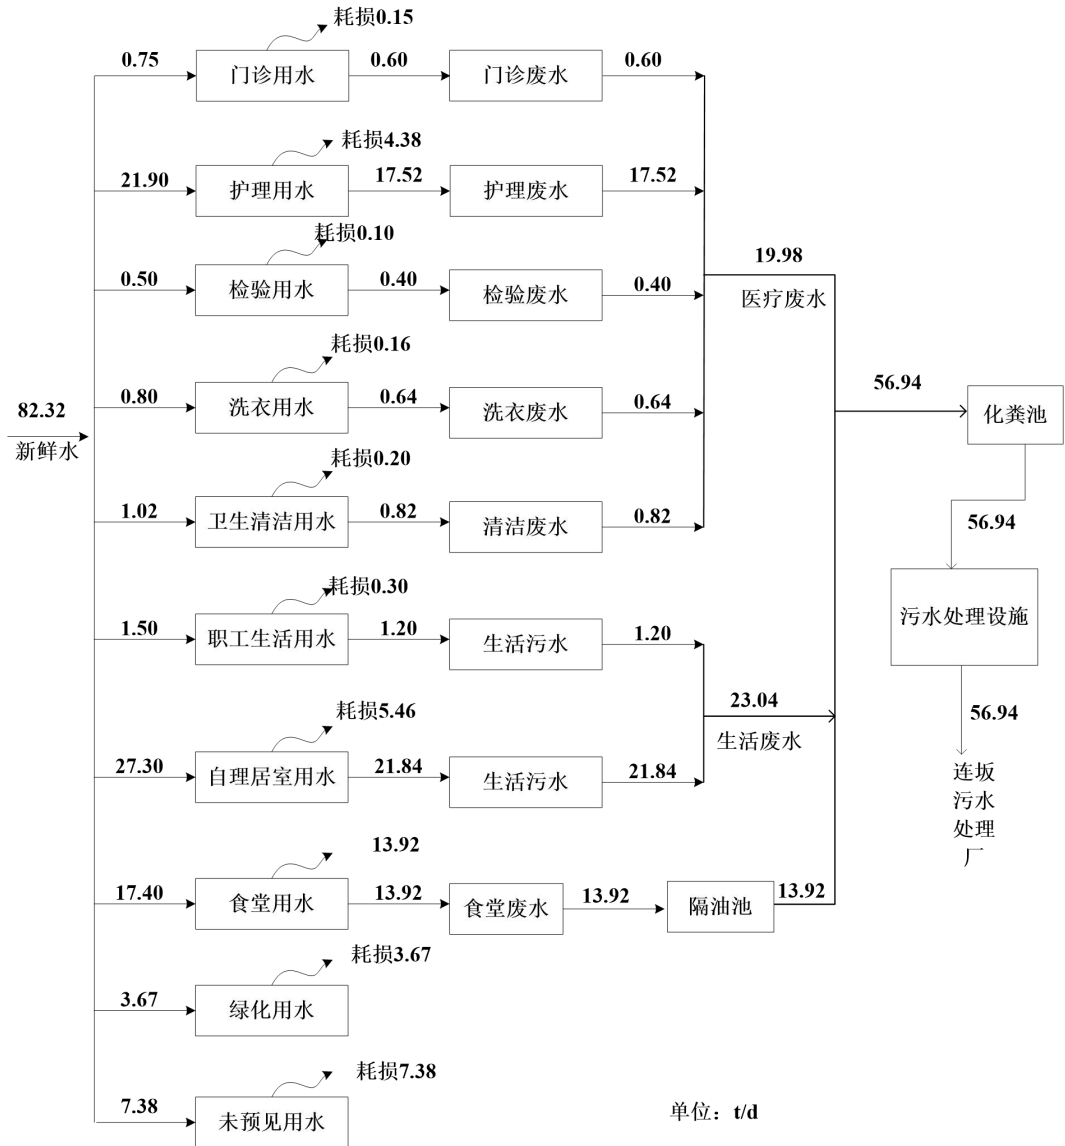 耗损0.15
0.75
门诊用水
0.60
门诊废水
0.60
耗损4.38
21.90
护理用水
17.52
护理废水
17.52
耗损0.10
0.50
检验用水
0.40
检验废水
0.40
19.98
医疗废水
耗损0.16
0.80
洗衣用水
0.64
洗衣废水
0.64
82.32
新鲜水
56.94
化粪池
耗损0.20
1.02
卫生清洁用水
0.82
清洁废水
0.82
56.94
污水处理设施
耗损0.30
1.50
职工生活用水
1.20
生活污水
1.20
23.04
生活废水
56.94
耗损5.46
27.30
自理居室用水
21.84
生活污水
21.84
连坂
污水
处理
厂
13.92
17.40
食堂用水
13.92
食堂废水
13.92
隔油池
13.92
耗损3.67
3.67
绿化用水
耗损7.38
7.38
未预见用水
单位：t/d